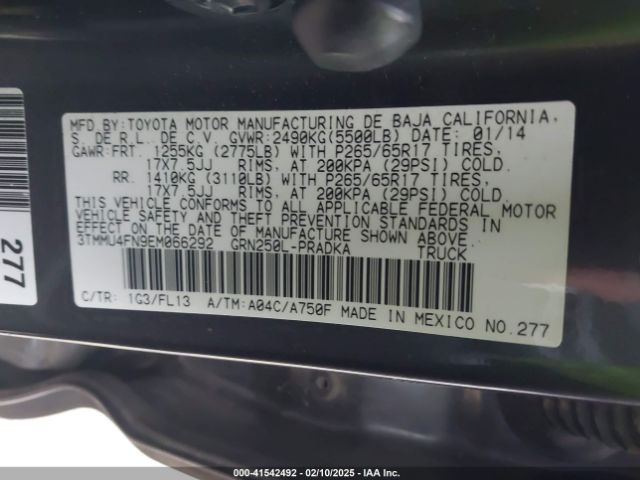 MFD.BY:TOYOTA MOTOR MANUFACTURING DE BAJA CALIFORNIA,
S. DE R.L. DE C.V. GVWR:2490KG(5500LB) DATE: 01/14
GAWR:FRT. 1255KG (2775LB) WITH P265/65R17 TIRES,
17X7.5JJ RIMS, AT 200KPA (29PSI) COLD.
RR. 1410KG (3110LB) WITH P265/65R17 TIRES,
17X7.5JJ RIMS, AT 200KPA (29PSI) COLD.
THIS VEHICLE CONFORMS TO ALL APPLICABLE FEDERAL MOTOR
VEHICLE SAFETY AND THEFT PREVENTION STANDARDS IN
EFFECT ON THE DATE OF MANUFACTURE SHOWN ABOVE.
3TMMU4FN9EM066292 GRN250L-PRADKA TRUCK
C/TR: 1G3/FL13 A/TM:A04C/A750F MADE IN MEXICO NO.277
277
000-41542492 - 02/10/2025 - IAA Copyright